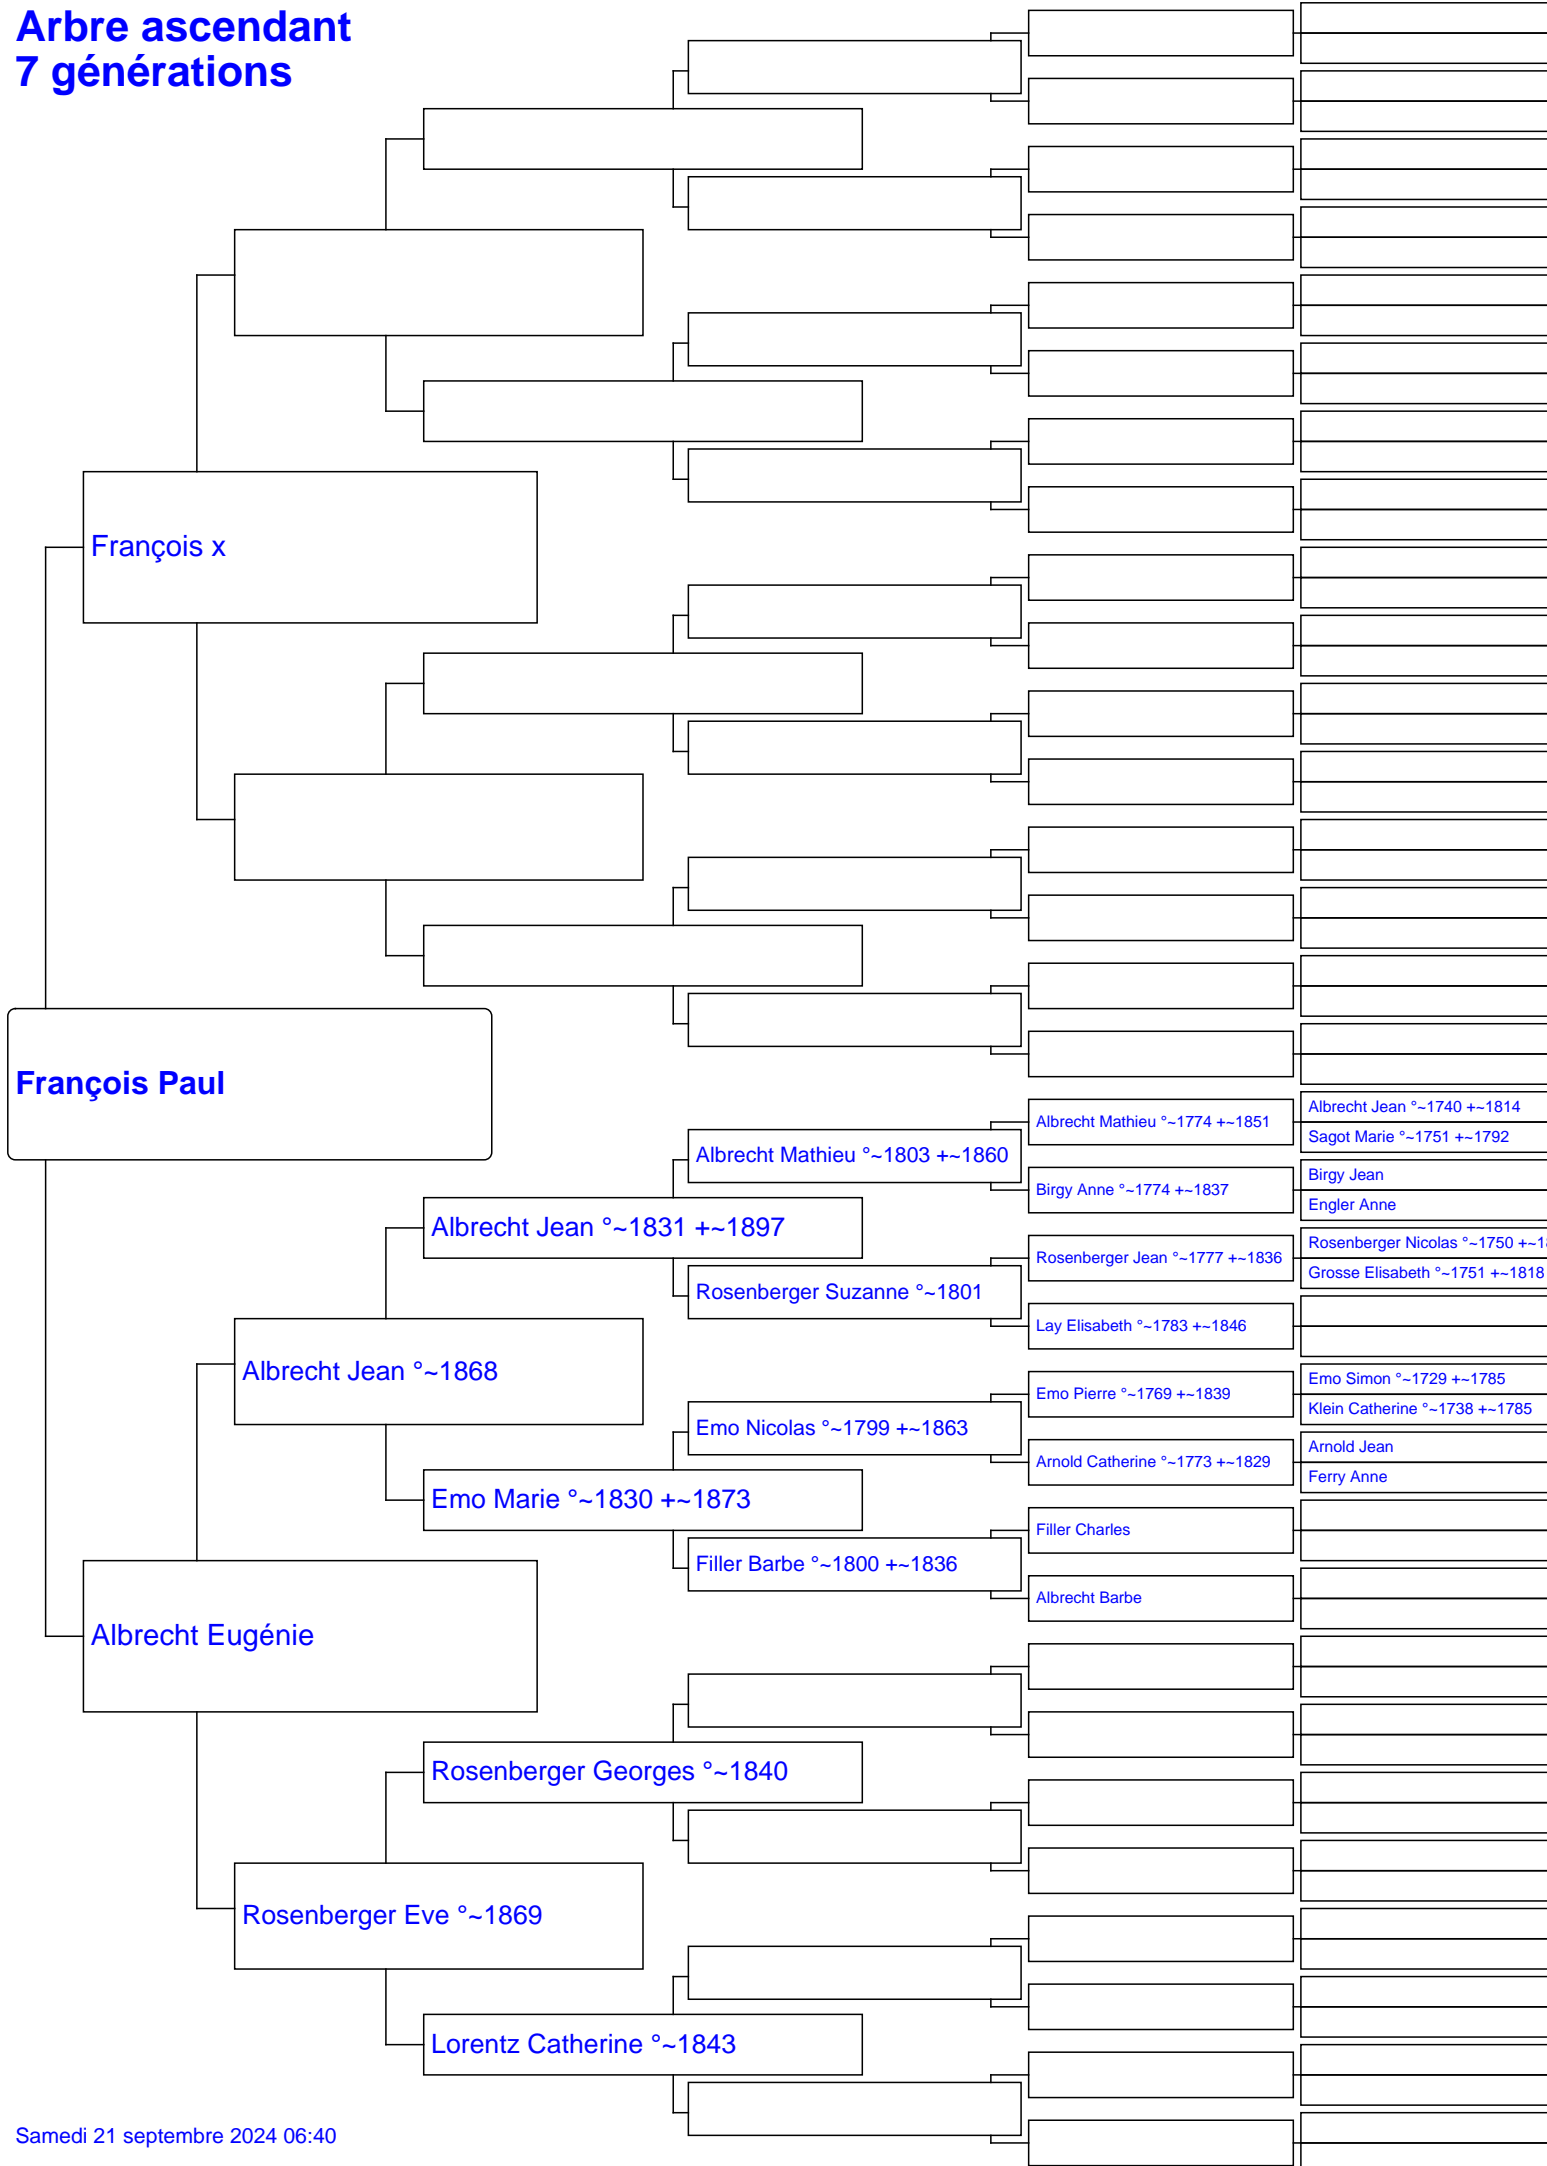 Arbre ascendant
7 générations
François x
François Paul
Albrecht Mathieu °~1774 +~1851
Albrecht Jean °~1740 +~1814
Sagot Marie °~1751 +~1792
Albrecht Mathieu °~1803 +~1860
Birgy Anne °~1774 +~1837
Birgy Jean
Engler Anne
Albrecht Jean °~1831 +~1897
Rosenberger Jean °~1777 +~1836
Rosenberger Nicolas °~1750 +~
Grosse Elisabeth °~1751 +~1818
Rosenberger Suzanne °~1801
Lay Elisabeth °~1783 +~1846
Albrecht Jean °~1868
Emo Pierre °~1769 +~1839
Emo Simon °~1729 +~1785
Klein Catherine °~1738 +~1785
Emo Nicolas °~1799 +~1863
Arnold Catherine °~1773 +~1829
Arnold Jean
Ferry Anne
Emo Marie °~1830 +~1873
Filler Charles
Filler Barbe °~1800 +~1836
Albrecht Barbe
Albrecht Eugénie
Rosenberger Georges °~1840
Rosenberger Eve °~1869
Lorentz Catherine °~1843
Samedi 21 septembre 2024 06:40